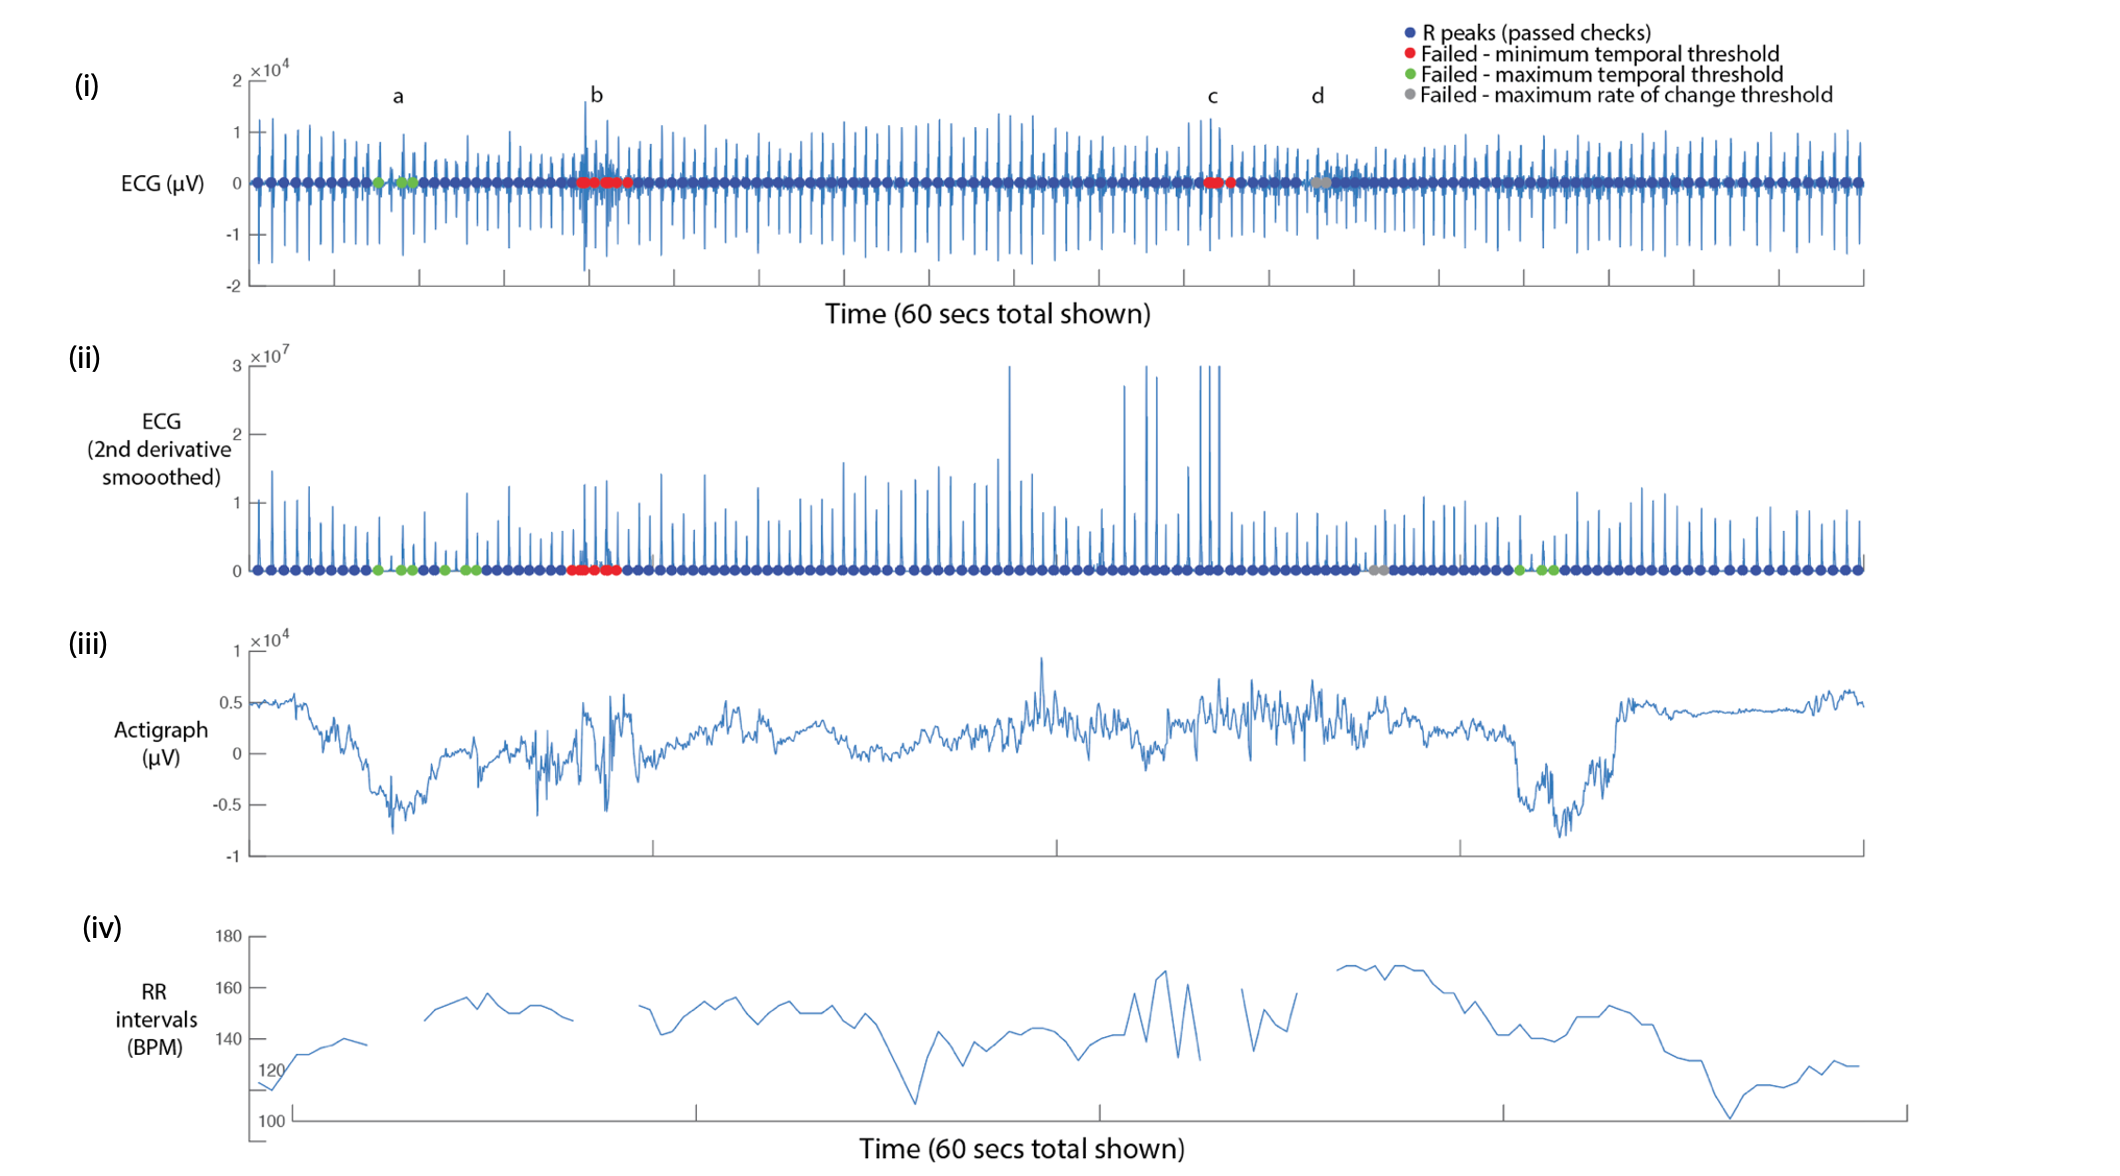 R peaks (passed checks)
Failed - minimum temporal threshold
Failed - maximum temporal threshold
Failed - maximum rate of change threshold
(i)
×10⁴
a
b
c
d
2
1
ECG (μV)
0
-1
-2
Time (60 secs total shown)
(ii)
×10⁷
3
ECG
(2nd derivative
smooothed)
2
1
0
(iii)
×10⁴
1
0.5
Actigraph
(μV)
0
-0.5
-1
(iv)
180
160
RR
intervals
(BPM)
140
120
100
Time (60 secs total shown)